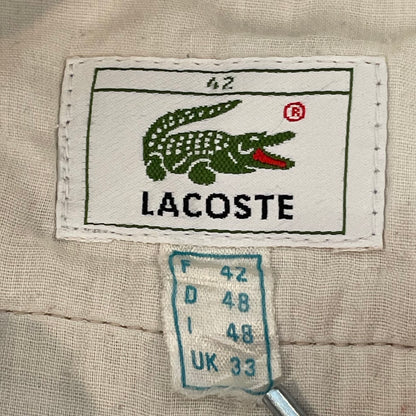 42
®
LACOSTE
F 42
D 48
I 48
UK 33